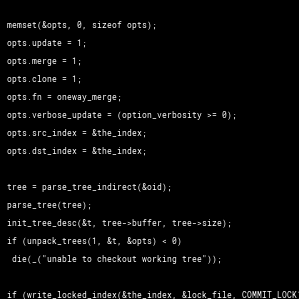 memset(&opts, 0, sizeof opts);
opts.update = 1;
opts.merge = 1;
opts.clone = 1;
opts.fn = oneway_merge;
opts.verbose_update = (option_verbosity >= 0);
opts.src_index = &the_index;
opts.dst_index = &the_index;
tree = parse_tree_indirect(&oid);
parse_tree(tree);
init_tree_desc(&t, tree->buffer, tree->size);
if (unpack_trees(1, &t, &opts) < 0)
die(_("unable to checkout working tree"));
if (write_locked_index(&the_index, &lock_file, COMMIT_LOCK